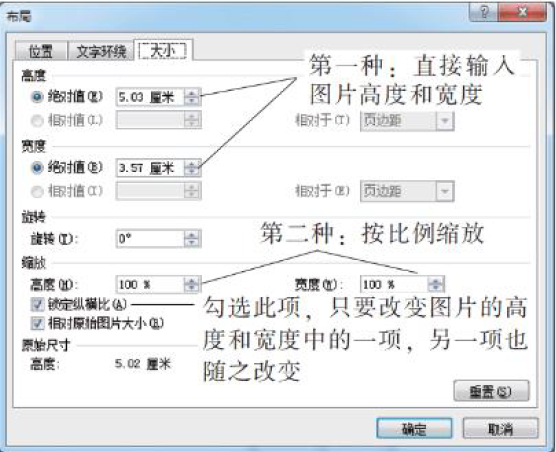 布局
位置 文字环绕 大小
高度
绝对值(E) 5.03 厘米
相对值(L) 相对于(T) 页边距
宽度
绝对值(B) 3.57 厘米
相对值(I) 相对于(E) 页边距
旋转
旋转(T): 0°
缩放
高度(H): 100 % 宽度(W): 100 %
锁定纵横比(A)
相对原始图片大小(R)
原始尺寸
高度: 5.02 厘米
重置(S)
确定 取消
第一种：直接输入
图片高度和宽度
第二种：按比例缩放
勾选此项，只要改变图片的高
度和宽度中的一项，另一项也
随之改变